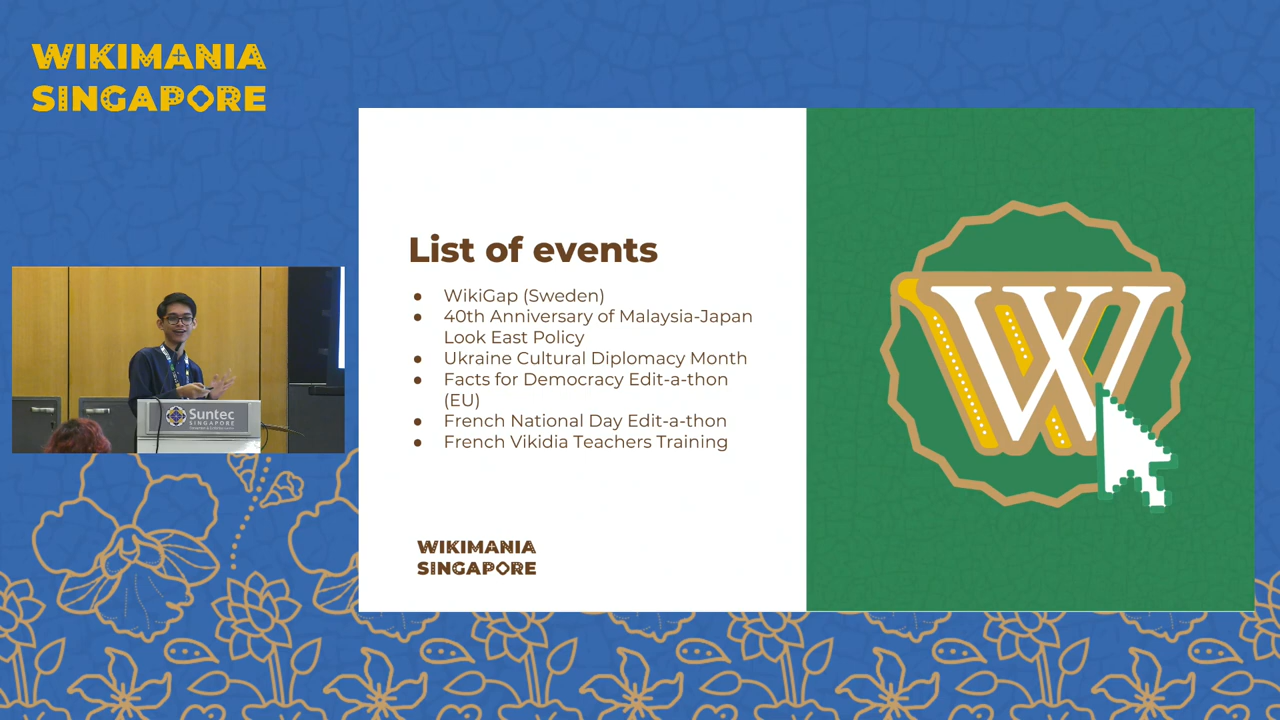 WIKIMANIA
SINGAPORE
List of events
● WikiGap (Sweden)
● 40th Anniversary of Malaysia-Japan
Look East Policy
● Ukraine Cultural Diplomacy Month
● Facts for Democracy Edit-a-thon
(EU)
● French National Day Edit-a-thon
● French Vikidia Teachers Training
WIKIMANIA
SINGAPORE
W
Suntec
SINGAPORE